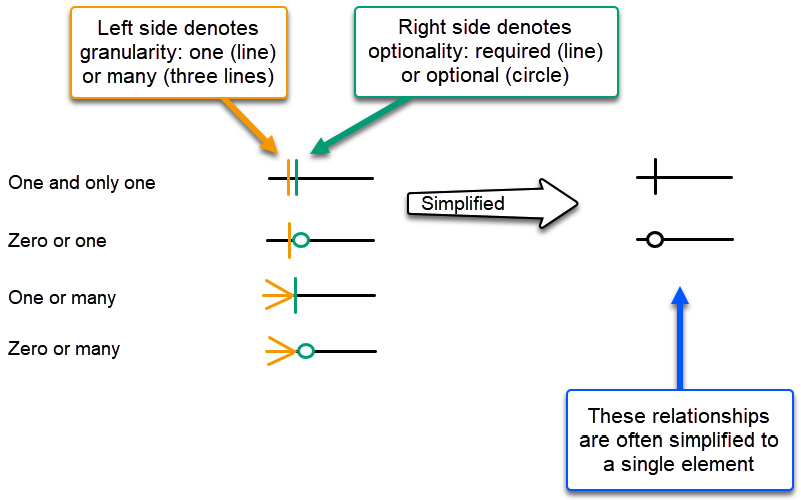 Left side denotes
granularity: one (line)
or many (three lines)
Right side denotes
optionality: required (line)
or optional (circle)
One and only one
Simplified
Zero or one
One or many
Zero or many
These relationships
are often simplified to
a single element